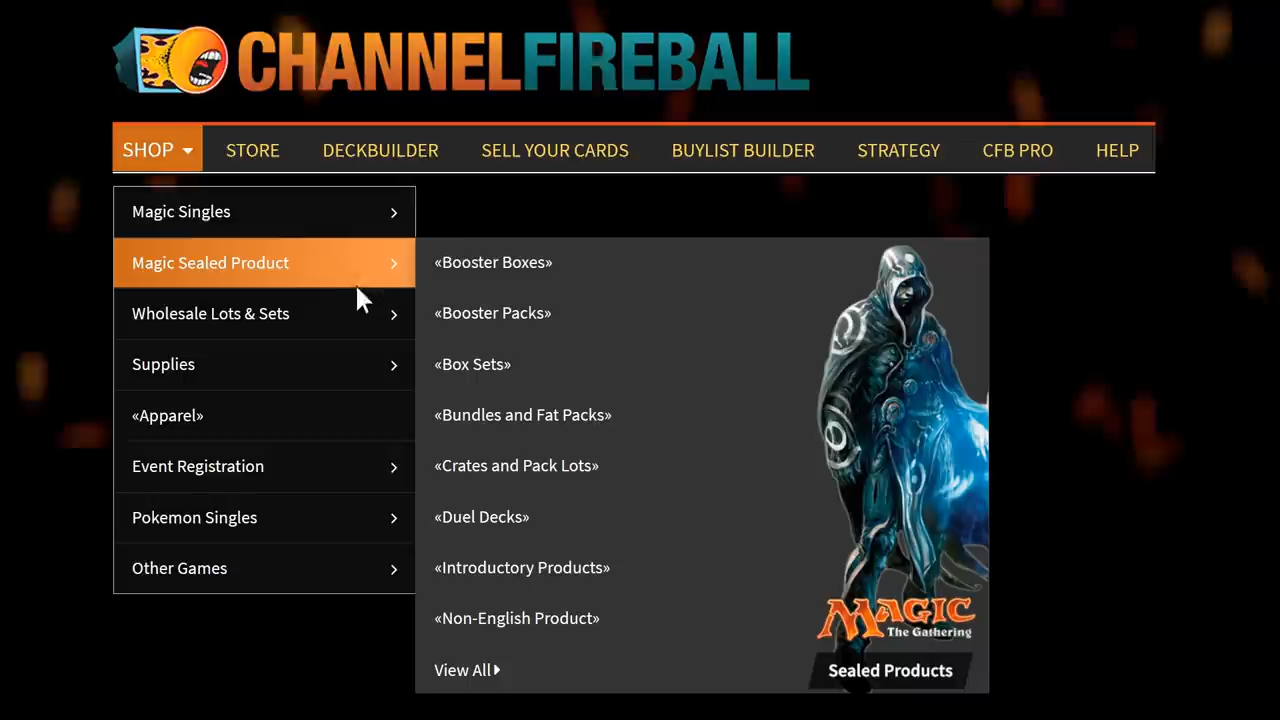 CHANNELFIREBALL
SHOP STORE DECKBUILDER SELL YOUR CARDS BUYLIST BUILDER STRATEGY CFB PRO HELP
Magic Singles
Magic Sealed Product
Wholesale Lots & Sets
Supplies
«Apparel»
Event Registration
Pokemon Singles
Other Games
«Booster Boxes»
«Booster Packs»
«Box Sets»
«Bundles and Fat Packs»
«Crates and Pack Lots»
«Duel Decks»
«Introductory Products»
«Non-English Product»
View All
MAGIC
The Gathering
Sealed Products